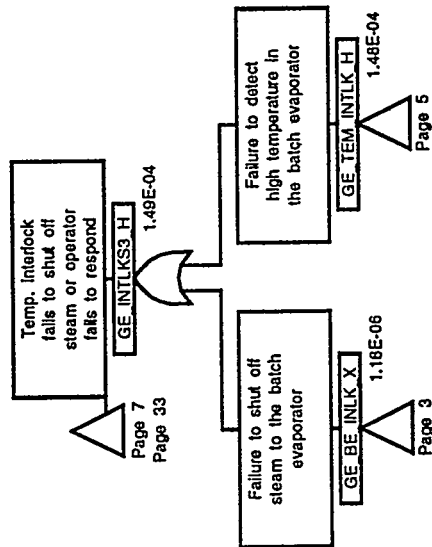 Temp. Interlock
fails to shut off
steam or operator
fails to respond
GE_INTLKS3_H
1.49E-04
Page 7
Page 33
Failure to shut off
steam to the batch
evaporator
GE_BE_INLK_X
1.18E-06
Page 3
Failure to detect
high temperature in
the batch evaporator
GE_TEM_INTLK_H
1.48E-04
Page 5